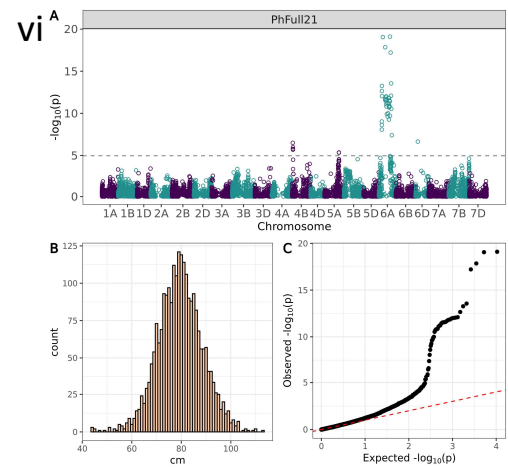 vi A
PhFull21
20
15
10
5
0
-log10(p)
1A 1B 1D 2A 2B 2D 3A 3B 3D 4A 4B 4D 5A 5B 5D 6A 6B 6D 7A 7B 7D
Chromosome
B
125
100
75
50
25
0
count
40 60 80 100
cm
C
20
15
10
5
0
Observed -log10(p)
0 1 2 3 4
Expected -log10(p)